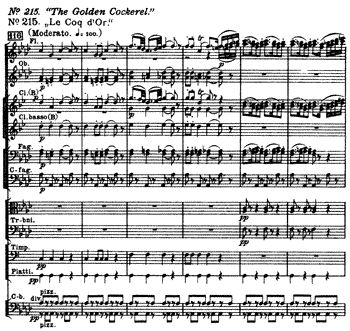 Nº 215. "The Golden Cockerel."
Nº 215. „Le Coq d'Or."
116 (Moderato. 𝅗𝅥. = 100.)
Fl.
Ob.
Cl. (B)
p
Cl. basso (B)
p
Fag.
p
C-fag.
p
pp
Tr-bni.
pp
Timp.
pp
Piatti.
pp
pizz.
C-b. div.
pizz.